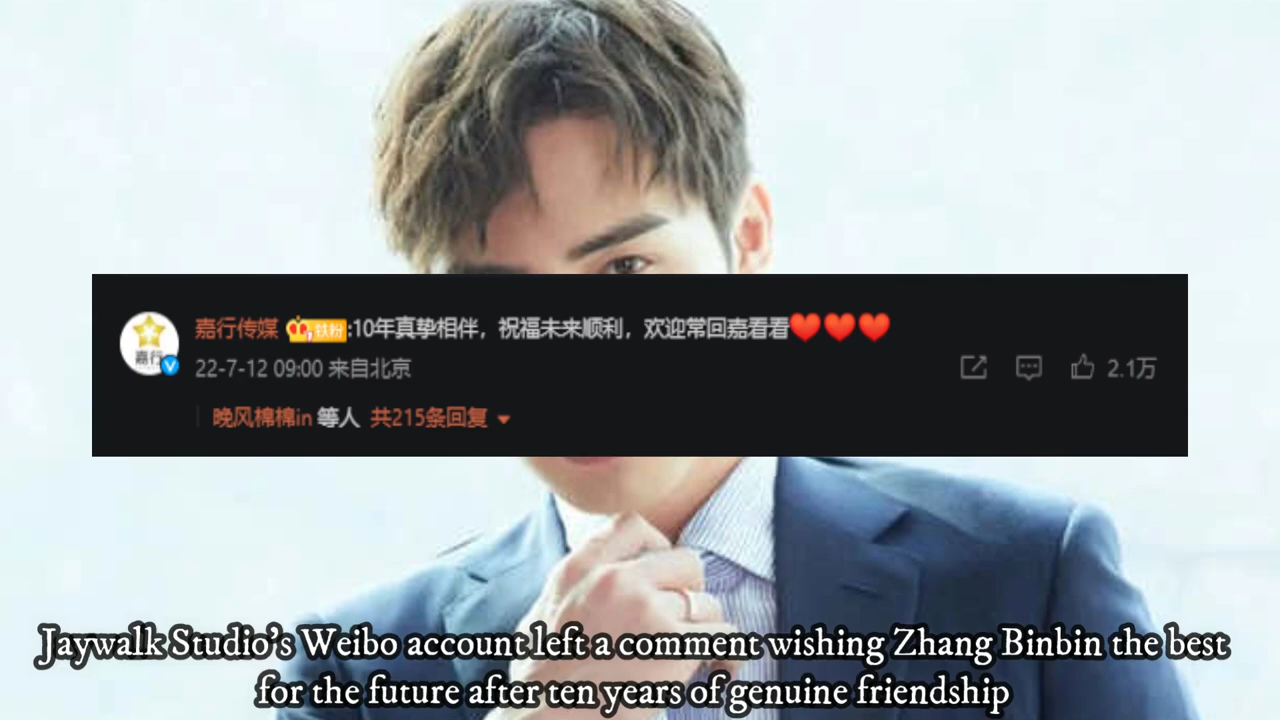 嘉行传媒 铁粉:10年真挚相伴，祝福未来顺利，欢迎常回嘉看看❤️❤️❤️
嘉行
22-7-12 09:00 来自北京
2.1万
晚风棉棉in 等人 共215条回复
Jaywalk Studio's Weibo account left a comment wishing Zhang Binbin the best
for the future after ten years of genuine friendship